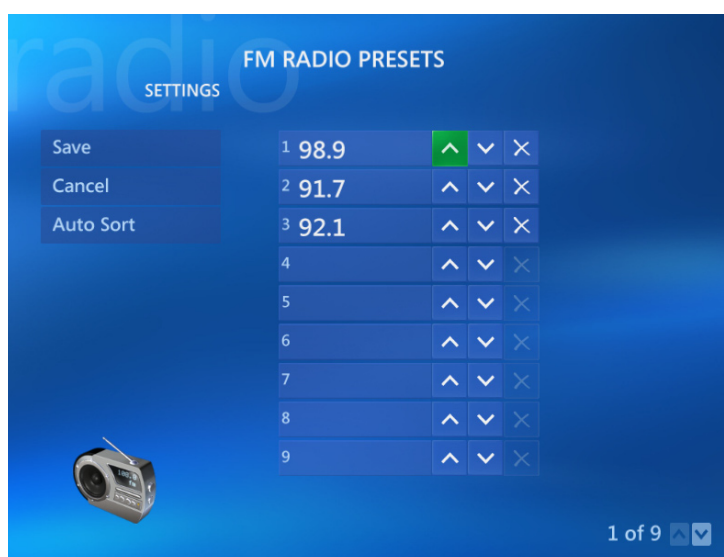 radio
FM RADIO PRESETS
SETTINGS
Save
Cancel
Auto Sort
1 98.9
2 91.7
3 92.1
4
5
6
7
8
9
1 of 9